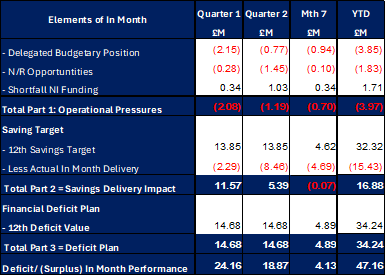 Elements of In Month Quarter 1 Quarter 2 Mth 7 YTD
£M £M £M £M
- Delegated Budgetary Position (2.15) (0.77) (0.94) (3.85)
- N/R Opportuntities (0.28) (1.45) (0.10) (1.83)
- Shortfall NI Funding 0.34 1.03 0.34 1.71
Total Part 1: Operational Pressures (2.08) (1.19) (0.70) (3.97)
Saving Target
- 12th Savings Target 13.85 13.85 4.62 32.32
- Less Actual In Month Delivery (2.29) (8.46) (4.69) (15.43)
Total Part 2 = Savings Delivery Impact 11.57 5.39 (0.07) 16.88
Financial Deficit Plan
- 12th Deficit Value 14.68 14.68 4.89 34.24
Total Part 3 = Deficit Plan 14.68 14.68 4.89 34.24
Deficit/ (Surplus) In Month Performance 24.16 18.87 4.13 47.16